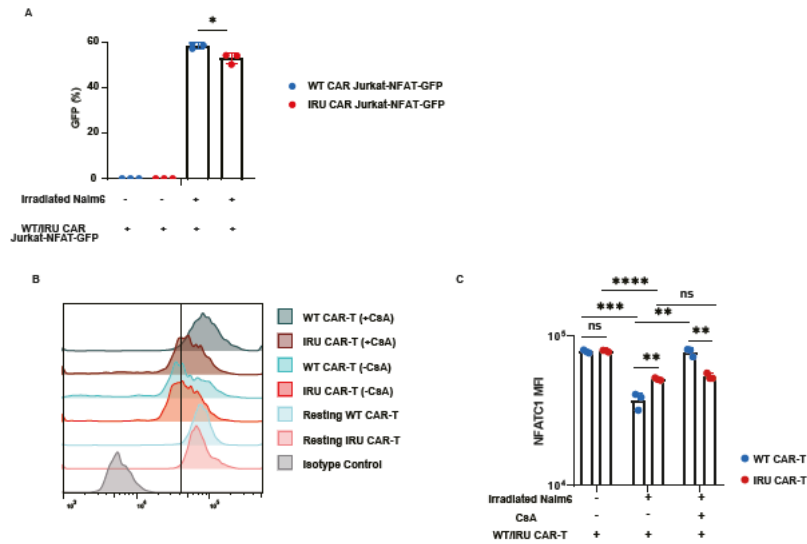 A
*
60
40
20
0
GFP (%)
WT CAR Jurkat-NFAT-GFP
IRU CAR Jurkat-NFAT-GFP
Irradiated Nalm6 - - + +
WT/IRU CAR + + + +
Jurkat-NFAT-GFP
B
WT CAR-T (+CsA)
IRU CAR-T (+CsA)
WT CAR-T (-CsA)
IRU CAR-T (-CsA)
Resting WT CAR-T
Resting IRU CAR-T
Isotype Control
10³ 10⁴ 10⁵
C
****
ns
*** **
ns ** **
10⁵
10⁴
NFATC1 MFI
WT CAR-T
IRU CAR-T
Irradiated Nalm6 - + +
CsA - - +
WT/IRU CAR-T + + +